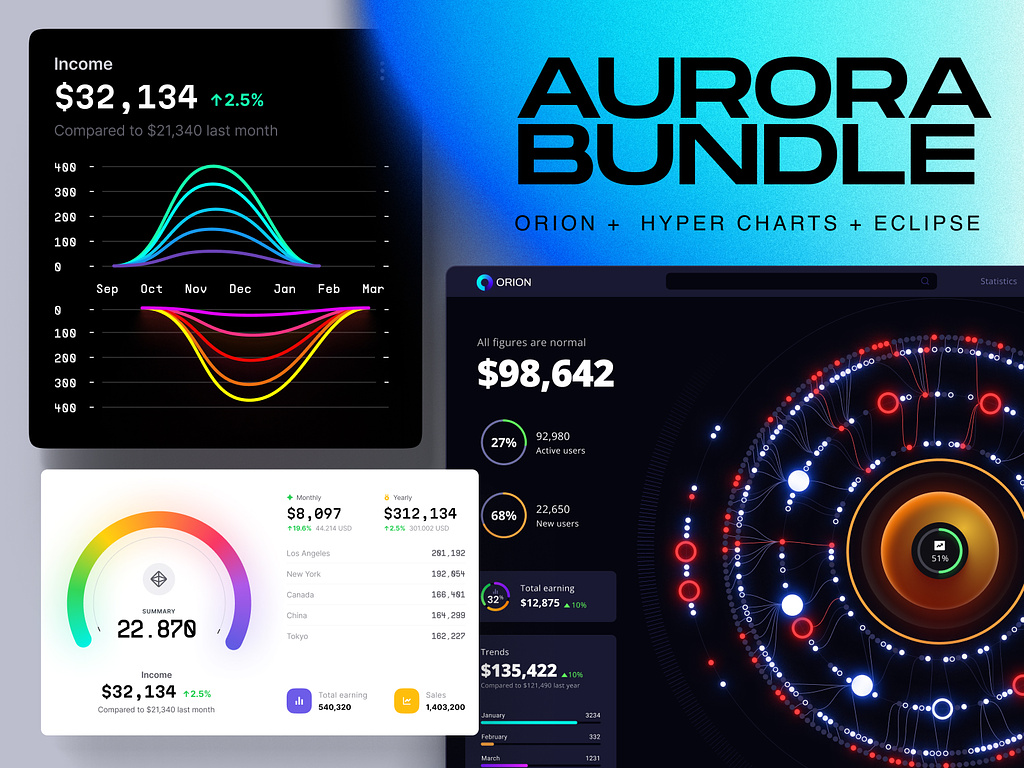 Income
$32,134 ↑2.5%
Compared to $21,340 last month
400
300
200
100
0
Sep Oct Nov Dec Jan Feb Mar
0
100
200
300
400
AURORA
BUNDLE
ORION + HYPER CHARTS + ECLIPSE
ORION
Statistics
All figures are normal
$98,642
27%
92,980
Active users
68%
22,650
New users
32%
Total earning
$12,875 ▲10%
Trends
$135,422 ▲10%
Compared to $121,490 last year
January 3234
February 332
March 1231
51%
SUMMARY
22.870
Income
$32,134 ↑2.5%
Compared to $21,340 last month
Monthly
$8,097
↑19.6% 44.214 USD
Yearly
$312,134
↑2.5% 301.002 USD
Los Angeles 201,192
New York 192,054
Canada 166,401
China 164,299
Tokyo 162,227
Total earning
540,320
Sales
1,403,200